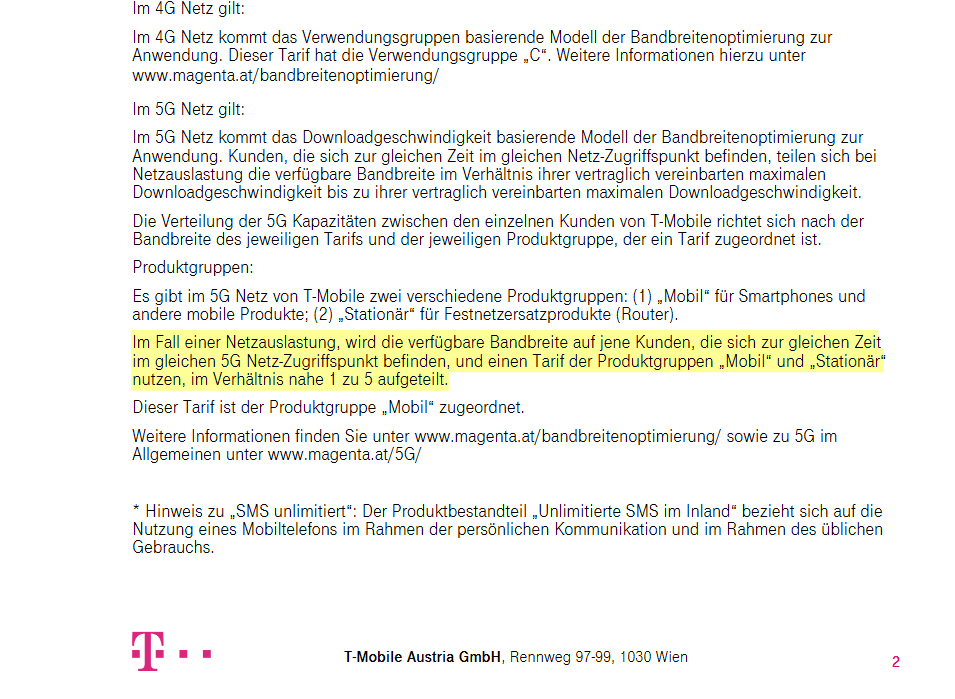 Im 4G Netz gilt:
Im 4G Netz kommt das Verwendungsgruppen basierende Modell der Bandbreitenoptimierung zur
Anwendung. Dieser Tarif hat die Verwendungsgruppe „C“. Weitere Informationen hierzu unter
www.magenta.at/bandbreitenoptimierung/
Im 5G Netz gilt:
Im 5G Netz kommt das Downloadgeschwindigkeit basierende Modell der Bandbreitenoptimierung zur
Anwendung. Kunden, die sich zur gleichen Zeit im gleichen Netz-Zugriffspunkt befinden, teilen sich bei
Netzauslastung die verfügbare Bandbreite im Verhältnis ihrer vertraglich vereinbarten maximalen
Downloadgeschwindigkeit bis zu ihrer vertraglich vereinbarten maximalen Downloadgeschwindigkeit.
Die Verteilung der 5G Kapazitäten zwischen den einzelnen Kunden von T-Mobile richtet sich nach der
Bandbreite des jeweiligen Tarifs und der jeweiligen Produktgruppe, der ein Tarif zugeordnet ist.
Produktgruppen:
Es gibt im 5G Netz von T-Mobile zwei verschiedene Produktgruppen: (1) „Mobil“ für Smartphones und
andere mobile Produkte; (2) „Stationär“ für Festnetzersatzprodukte (Router).
Im Fall einer Netzauslastung, wird die verfügbare Bandbreite auf jene Kunden, die sich zur gleichen Zeit
im gleichen 5G Netz-Zugriffspunkt befinden, und einen Tarif der Produktgruppen „Mobil“ und „Stationär“
nutzen, im Verhältnis nahe 1 zu 5 aufgeteilt.
Dieser Tarif ist der Produktgruppe „Mobil“ zugeordnet.
Weitere Informationen finden Sie unter www.magenta.at/bandbreitenoptimierung/ sowie zu 5G im
Allgemeinen unter www.magenta.at/5G/
* Hinweis zu „SMS unlimitiert“: Der Produktbestandteil „Unlimitierte SMS im Inland“ bezieht sich auf die
Nutzung eines Mobiltelefons im Rahmen der persönlichen Kommunikation und im Rahmen des üblichen
Gebrauchs.
T
T-Mobile Austria GmbH, Rennweg 97-99, 1030 Wien
2